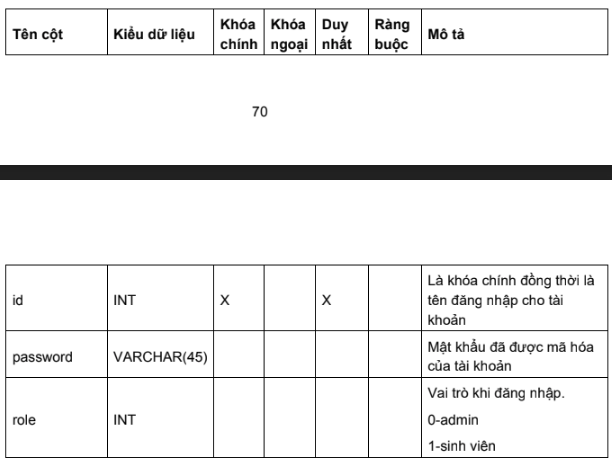 Tên cột Kiểu dữ liệu Khóa chính Khóa ngoại Duy nhất Ràng buộc Mô tả
70
id INT X X Là khóa chính đồng thời là
tên đăng nhập cho tài
khoản
password VARCHAR(45) Mật khẩu đã được mã hóa
của tài khoản
role INT Vai trò khi đăng nhập.
0-admin
1-sinh viên